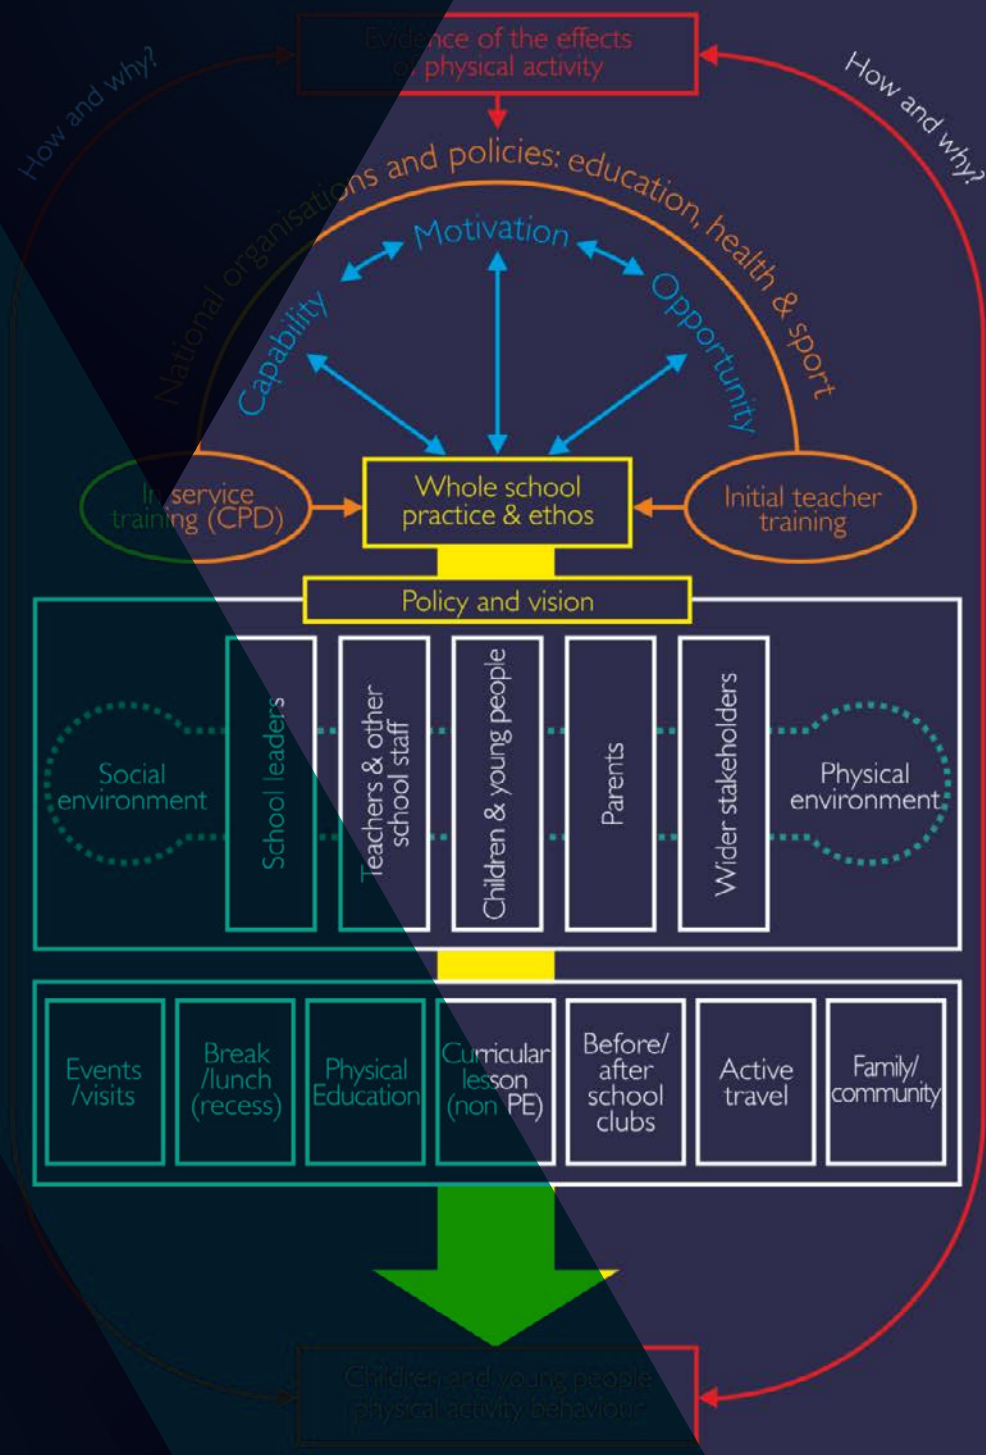 Evidence of the effects
of physical activity
How and why?
How and why?
National organisations and policies: education, health & sport
Motivation
Capability
Opportunity
In service
training (CPD)
Whole school
practice & ethos
Initial teacher
training
Policy and vision
Social
environment
School leaders
Teachers & other
school staff
Children & young people
Parents
Wider stakeholders
Physical
environment
Events
/visits
Break
/lunch
(recess)
Physical
Education
Curricular
lesson
(non PE)
Before/
after
school
clubs
Active
travel
Family/
community
Children and young people
physical activity behaviour